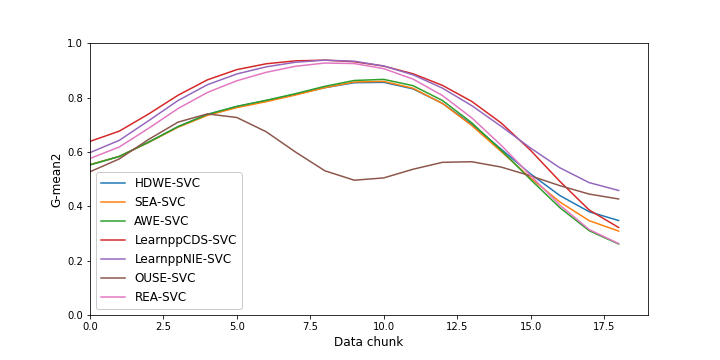 1.0
0.8
0.6
0.4
0.2
0.0
G-mean2
HDWE-SVC
SEA-SVC
AWE-SVC
LearnppCDS-SVC
LearnppNIE-SVC
OUSE-SVC
REA-SVC
0.0 2.5 5.0 7.5 10.0 12.5 15.0 17.5
Data chunk